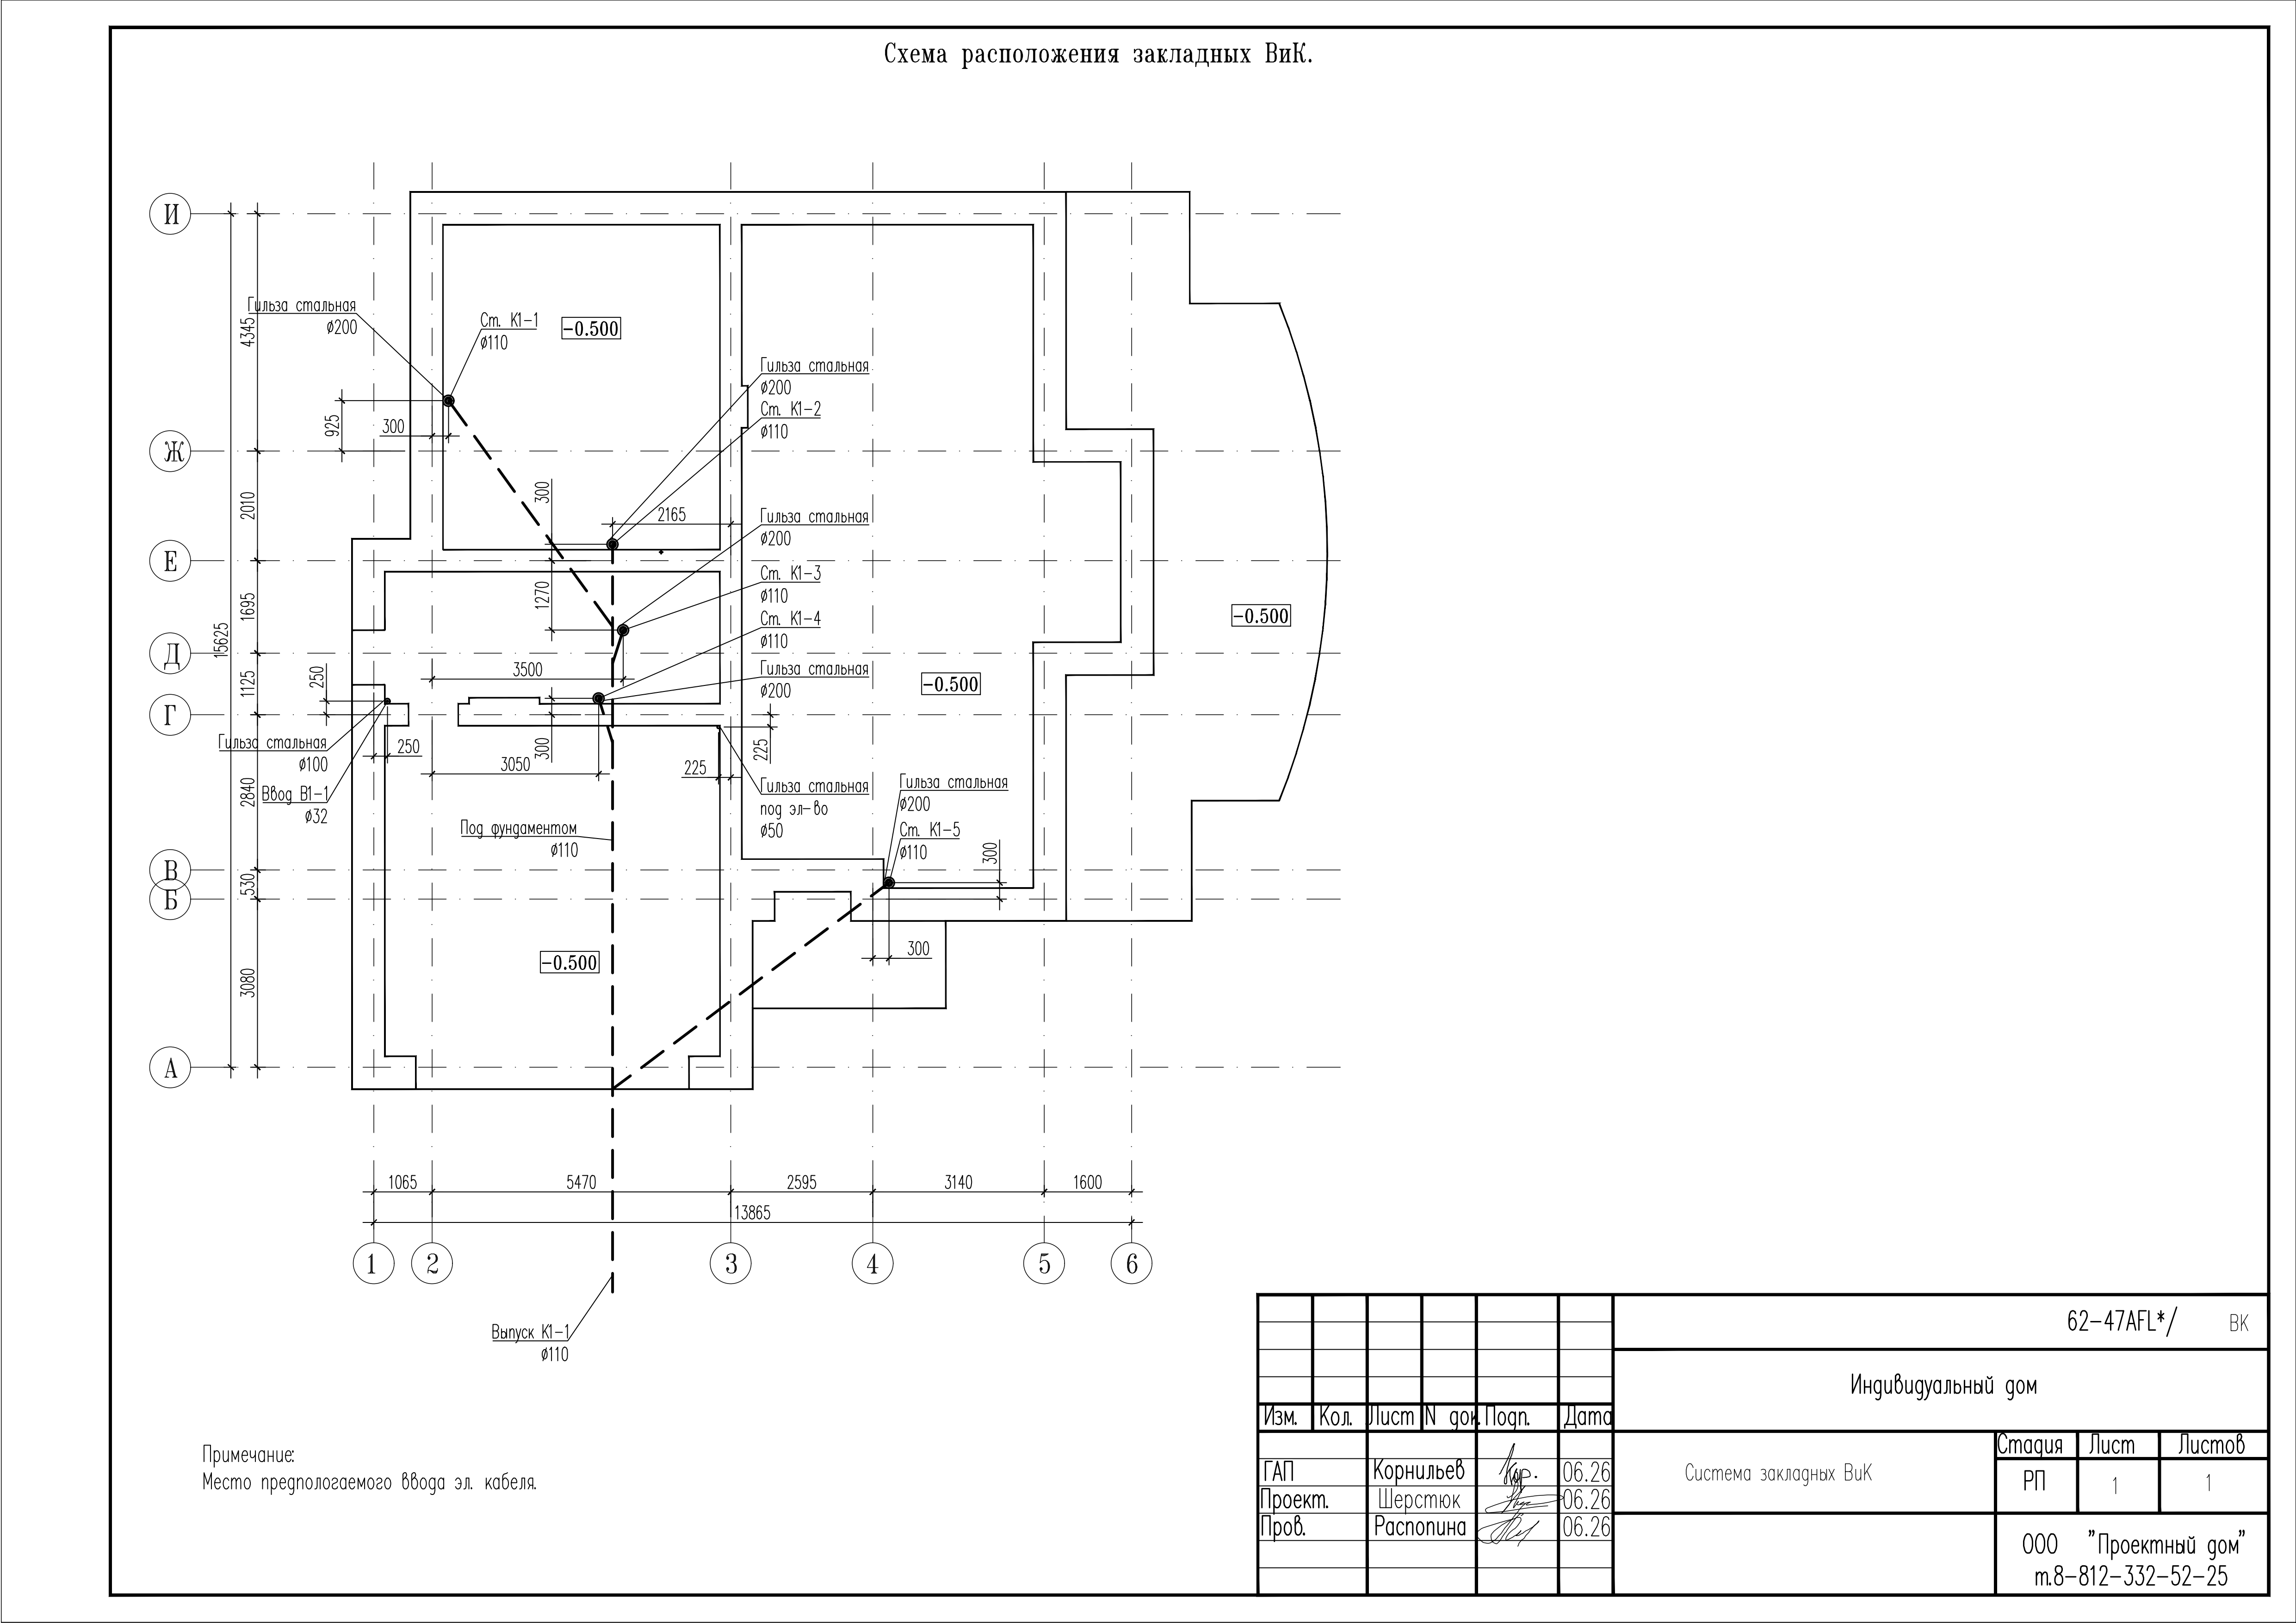 Схема расположения закладных ВиК.
И
Гильза стальная
ø200
4345
Ст. К1-1
ø110
-0.500
Гильза стальная
ø200
Ст. К1-2
ø110
925
300
Ж
2010
300
2165
Гильза стальная
ø200
Е
1270
Ст. К1-3
ø110
1695
15625
Ст. К1-4
ø110
-0.500
Д
3500
Гильза стальная
ø200
-0.500
1125
250
Г
Гильза стальная
ø100
250
300
225
3050
225
Ввод В1-1
ø32
2840
Гильза стальная
под эл-во
ø50
Гильза стальная
ø200
Под фундаментом
ø110
Ст. К1-5
ø110
300
В
530
Б
300
-0.500
3080
А
1065
5470
2595
3140
1600
13865
1
2
3
4
5
6
Выпуск К1-1
ø110
Примечание:
Место предпологаемого ввода эл. кабеля.
62-47AFL*/ ВК
Индивидуальный дом
Изм. Кол. Лист N док. Подп. Дата
Стадия Лист Листов
ГАП Корнильев 06.26
Система закладных ВиК
РП 1 1
Проект. Шерстюк 06.26
Пров. Распопина 06.26
ООО "Проектный дом"
т.8-812-332-52-25